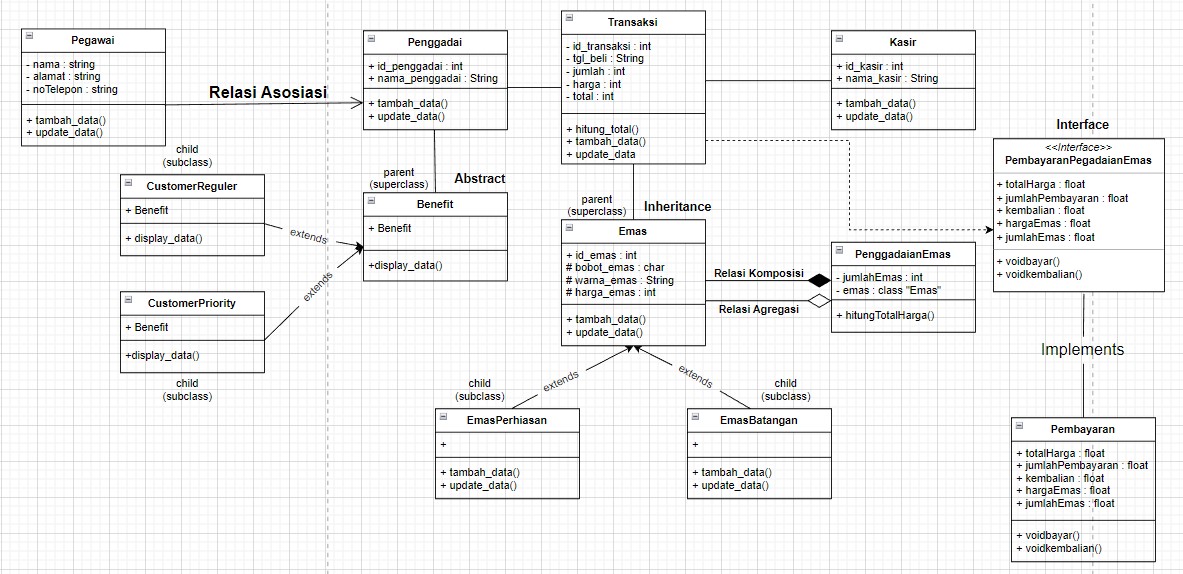 Pegawai
- nama : string
- alamat : string
- noTelepon : string
+ tambah_data()
+ update_data()
Relasi Asosiasi
Penggadai
+ id_penggadai : int
+ nama_penggadai : String
+ tambah_data()
+ update_data()
Transaksi
- id_transaksi : int
- tgl_beli : String
- jumlah : int
- harga : int
- total : int
+ hitung_total()
+ tambah_data()
+ update_data
Kasir
+ id_kasir : int
+ nama_kasir : String
+ tambah_data()
+ update_data()
Interface
<<Interface>>
PembayaranPegadaianEmas
+ totalHarga : float
+ jumlahPembayaran : float
+ kembalian : float
+ hargaEmas : float
+ jumlahEmas : float
+ voidbayar()
+ voidkembalian()
child
(subclass)
CustomerReguler
+ Benefit
+ display_data()
extends
parent
(superclass)
Abstract
Benefit
+ Benefit
+display_data()
CustomerPriority
+ Benefit
+display_data()
child
(subclass)
extends
parent
(superclass)
Inheritance
Emas
+ id_emas : int
# bobot_emas : char
# warna_emas : String
# harga_emas : int
+ tambah_data()
+ update_data()
Relasi Komposisi
Relasi Agregasi
PenggadaianEmas
- jumlahEmas : int
- emas : class "Emas"
+ hitungTotalHarga()
Implements
child
(subclass)
extends
extends
child
(subclass)
EmasPerhiasan
+
+ tambah_data()
+ update_data()
EmasBatangan
+
+ tambah_data()
+ update_data()
Pembayaran
+ totalHarga : float
+ jumlahPembayaran : float
+ kembalian : float
+ hargaEmas : float
+ jumlahEmas : float
+ voidbayar()
+ voidkembalian()